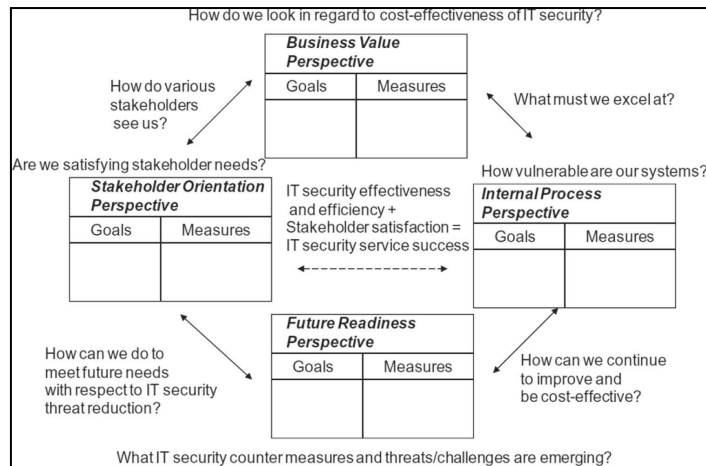 How do we look in regard to cost-effectiveness of IT security?
Business Value
Perspective
Goals
Measures
How do various
stakeholders
see us?
What must we excel at?
Are we satisfying stakeholder needs?
Stakeholder Orientation
Perspective
Goals
Measures
IT security effectiveness
and efficiency +
Stakeholder satisfaction =
IT security service success
How vulnerable are our systems?
Internal Process
Perspective
Goals
Measures
Future Readiness
Perspective
Goals
Measures
How can we do to
meet future needs
with respect to IT security
threat reduction?
How can we continue
to improve and
be cost-effective?
What IT security counter measures and threats/challenges are emerging?